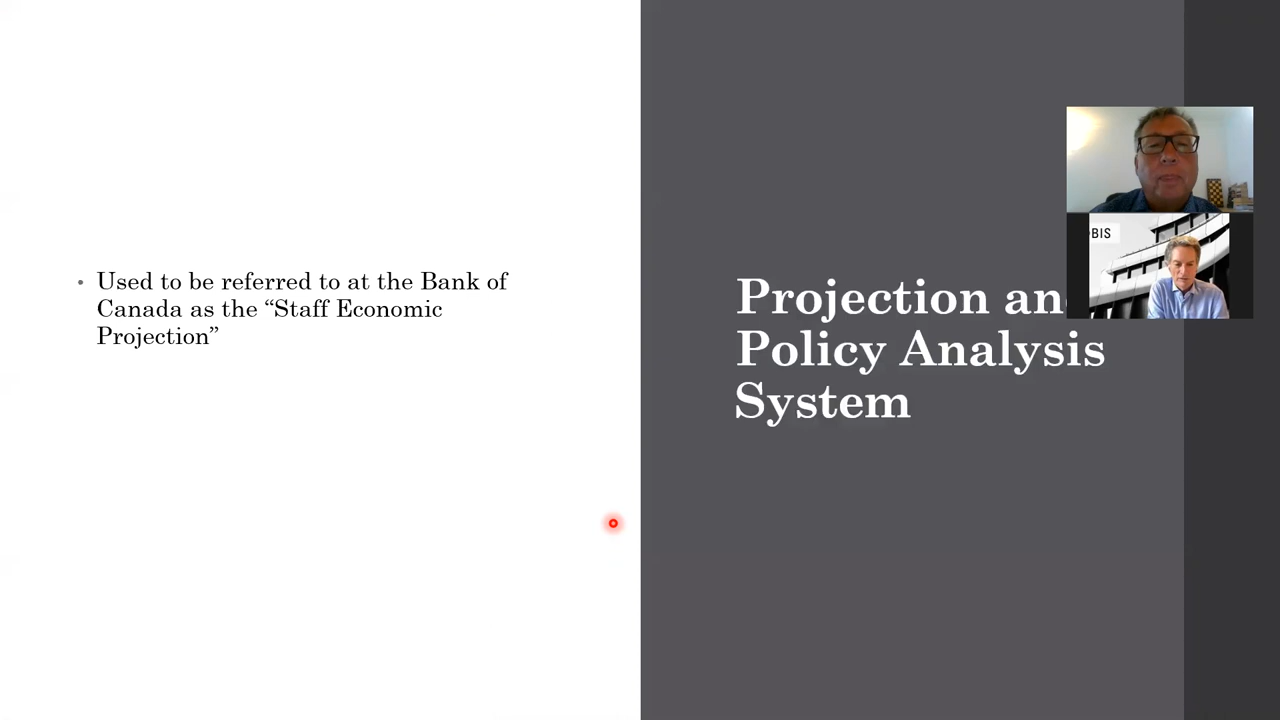 • Used to be referred to at the Bank of
Canada as the “Staff Economic
Projection”
Projection an
Policy Analysis
System
BIS